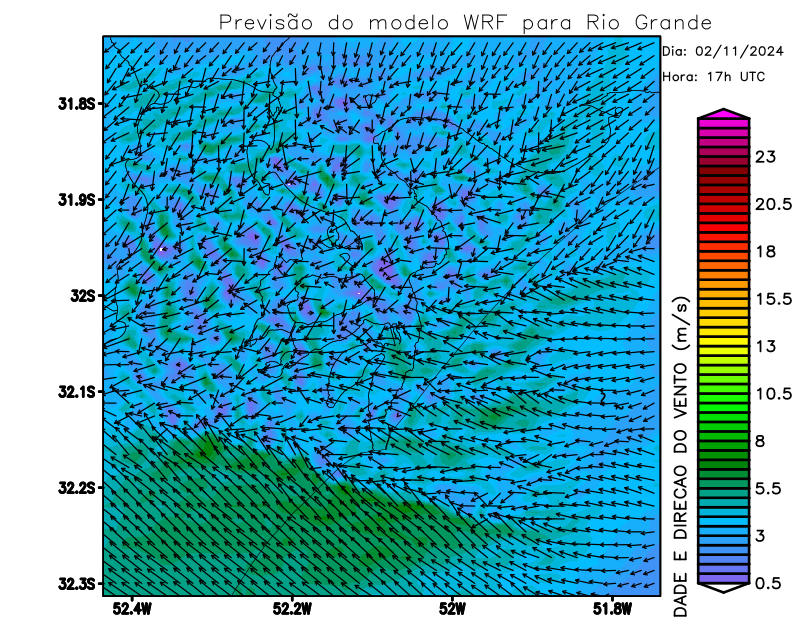 Previsão do modelo WRF para Rio Grande
Dia: 02/11/2024
Hora: 17h UTC
31.8S
31.9S
32S
32.1S
32.2S
32.3S
52.4W
52.2W
52W
51.8W
23
20.5
18
15.5
13
10.5
8
5.5
3
0.5
DADE E DIRECAO DO VENTO (m/s)